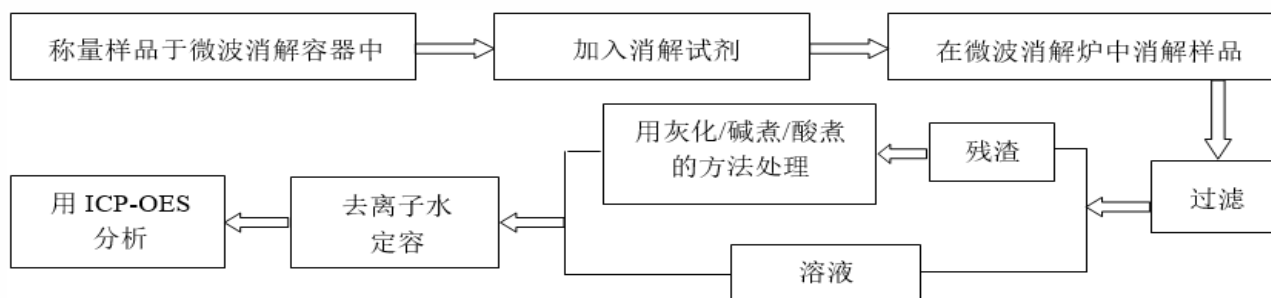 称量样品于微波消解容器中
加入消解试剂
在微波消解炉中消解样品
过滤
残渣
用灰化/碱煮/酸煮
的方法处理
溶液
去离子水
定容
用 ICP-OES
分析